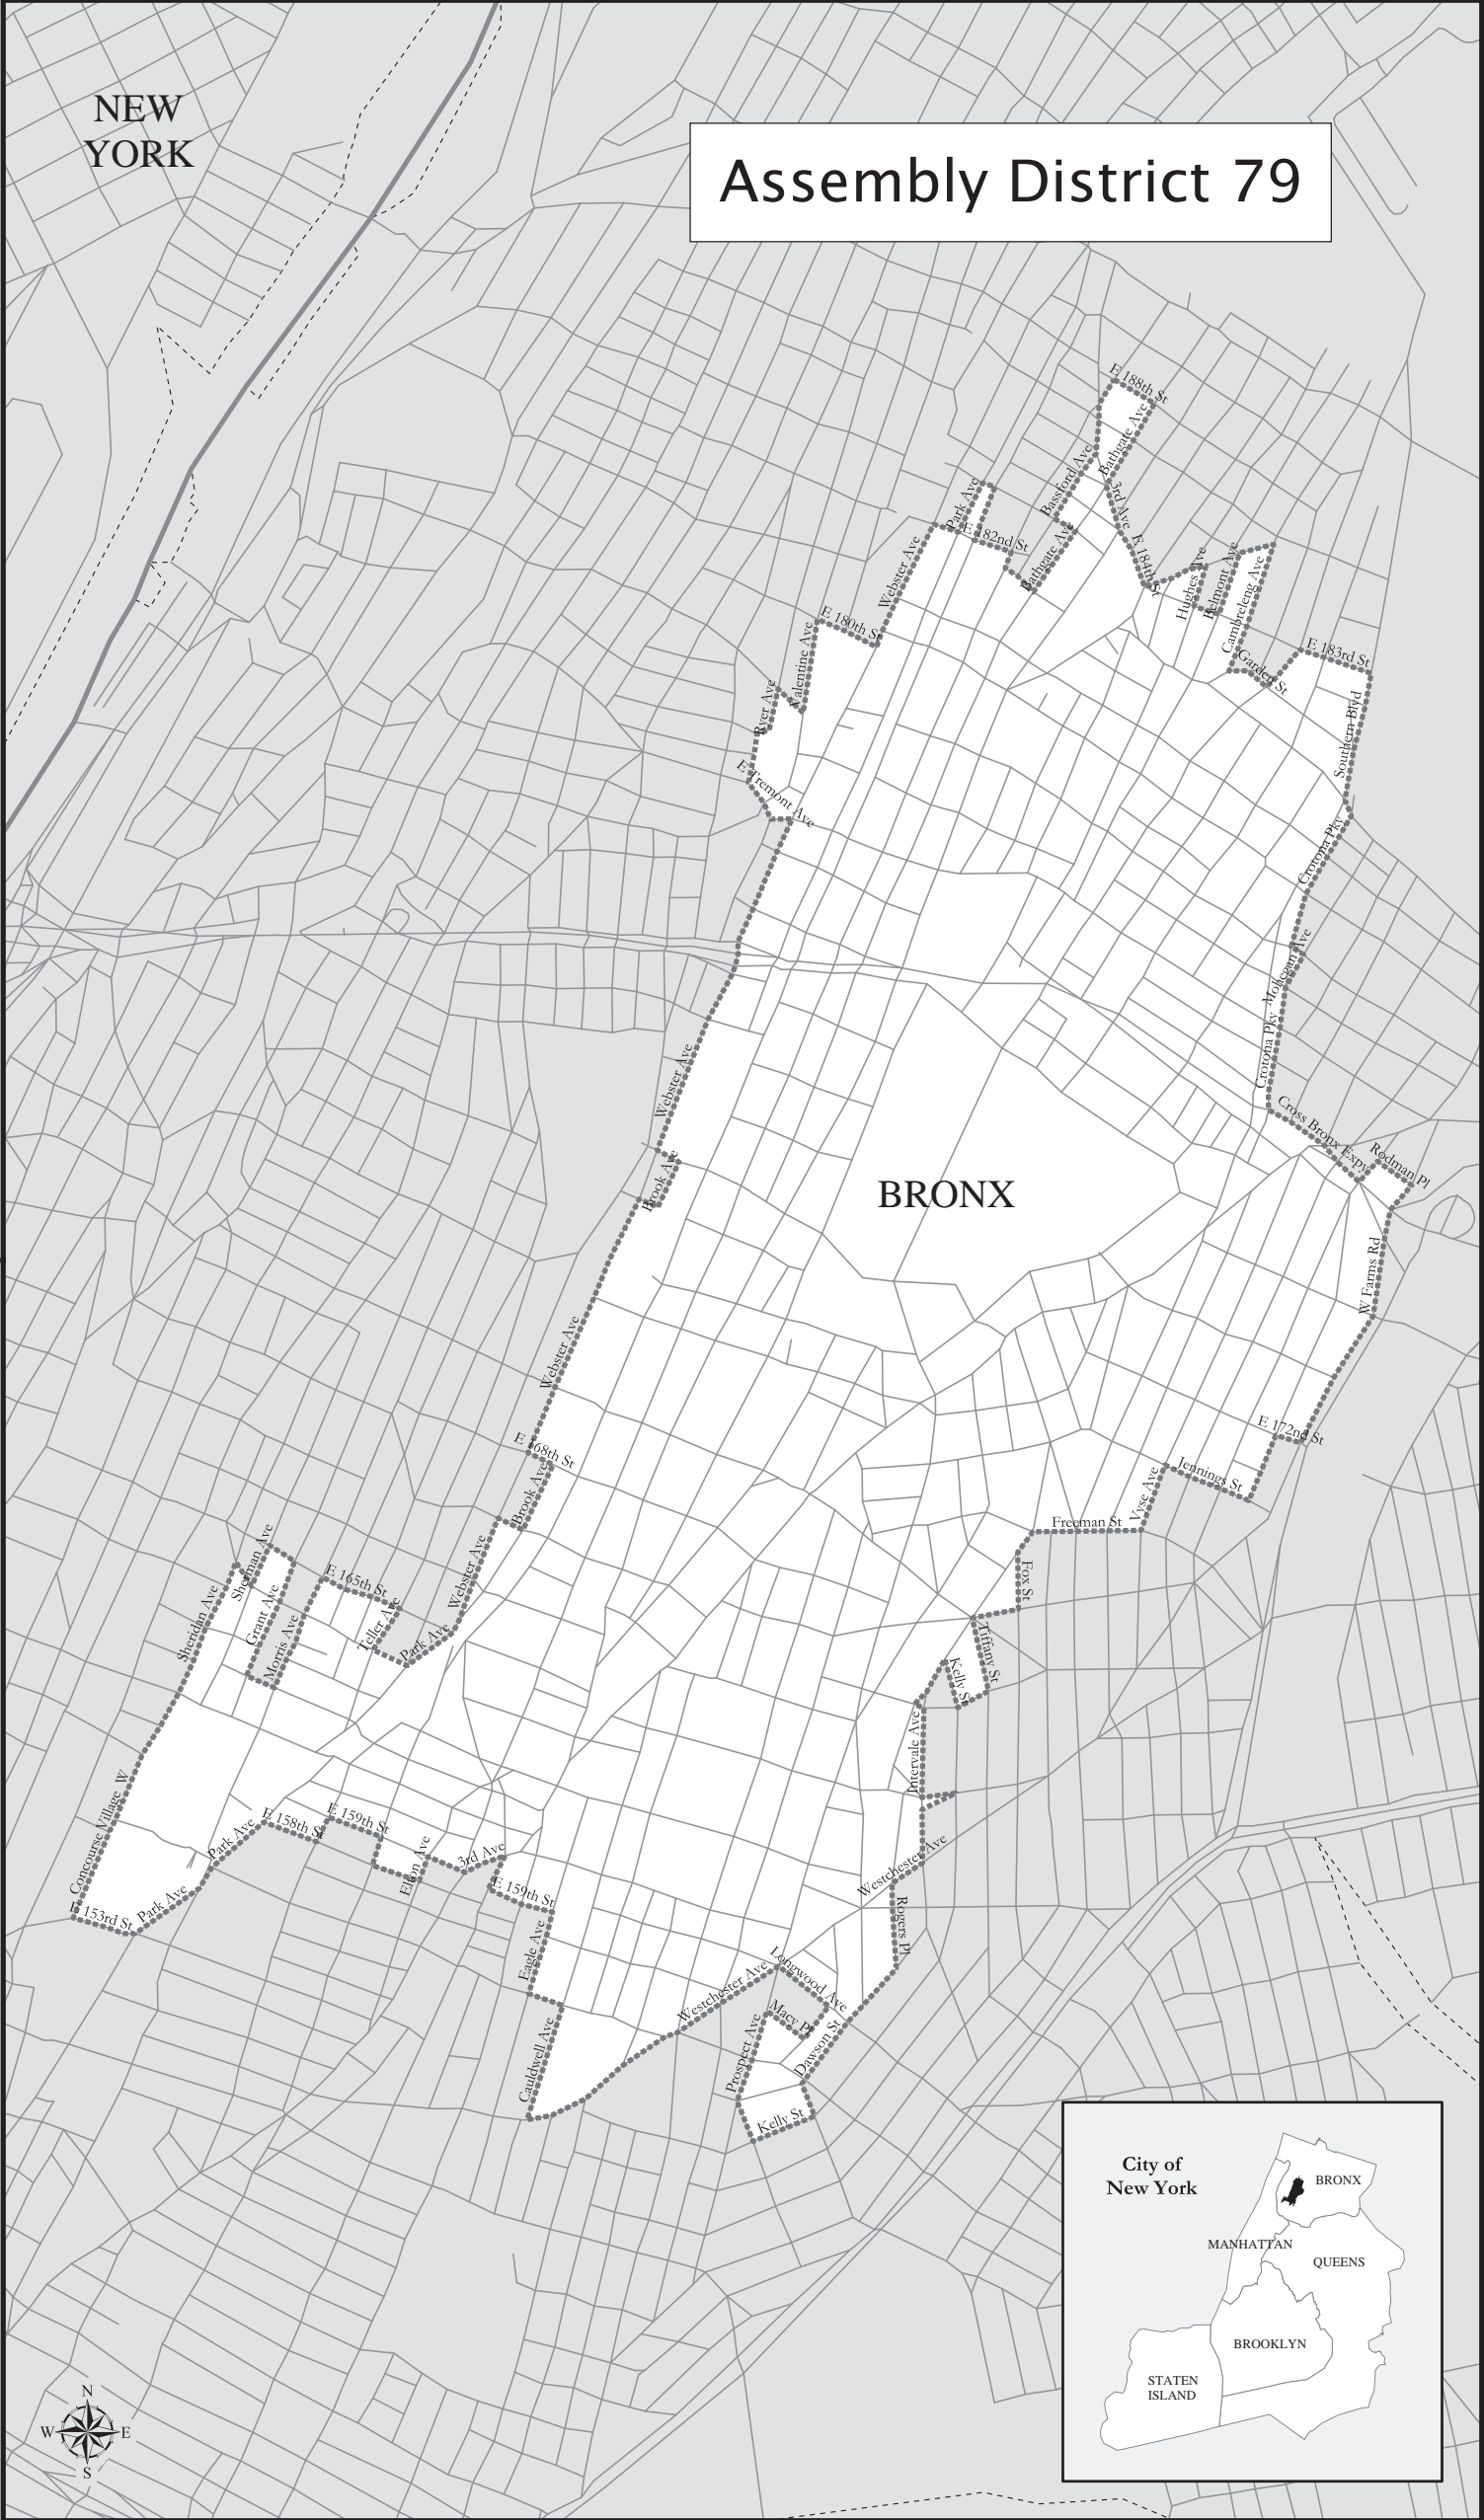 NEW
YORK
Assembly District 79
E 188th St
Bathgate Ave
Bassford Ave
3rd Ave
Park Ave
E 182nd St
Bathgate Ave
E 184th St
Hughes Ave
Belmont Ave
Cambreleng Ave
Webster Ave
E 180th St
Valentine Ave
Garden St
E 183rd St
Ryer Ave
Southern Blvd
E Tremont Ave
Crotona Pky
Mohegan Ave
Crotona Pky
Webster Ave
Cross Bronx Expy
Rodman Pl
Brook Ave
BRONX
W Farms Rd
Webster Ave
E 168th St
E 172nd St
Jennings St
Brook Ave
Vyse Ave
Freeman St
Sherman Ave
Webster Ave
E 165th St
Fox St
Sheridan Ave
Grant Ave
Morris Ave
Teller Ave
Park Ave
Tiffany St
Kelly St
Intervale Ave
Concourse Village W
Park Ave
E 158th St
E 159th St
Elton Ave
3rd Ave
Westchester Ave
E 159th St
E 153rd St
Park Ave
Rogers Pl
Eagle Ave
Westchester Ave
Longwood Ave
Macy Pl
Dawson St
Cauldwell Ave
Prospect Ave
Kelly St
City of
New York
BRONX
MANHATTAN
QUEENS
BROOKLYN
STATEN
ISLAND
N
W E
S